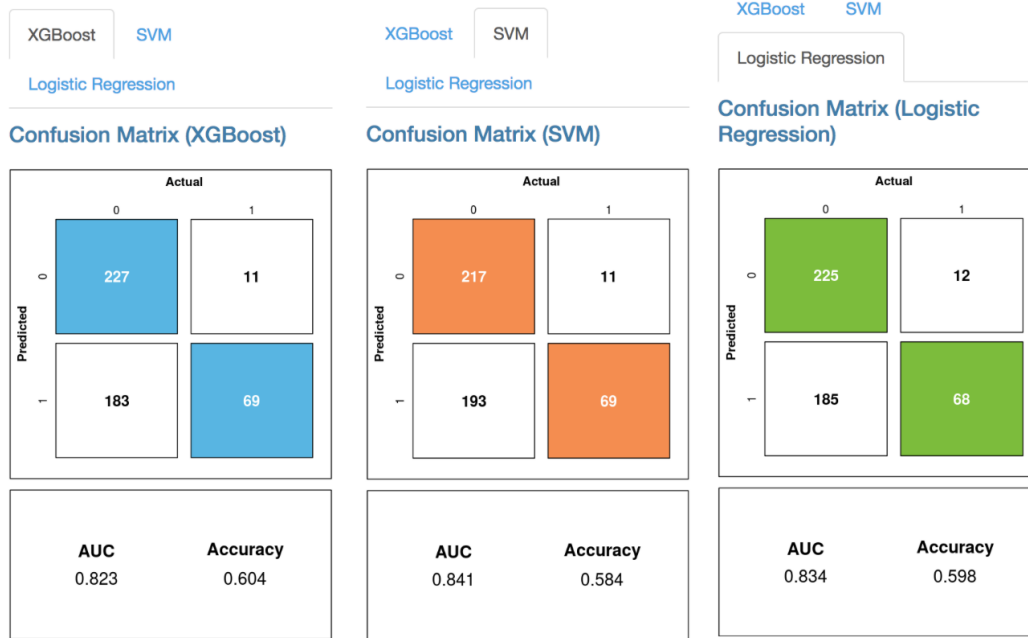 XGBoost SVM
Logistic Regression
Confusion Matrix (XGBoost)
Actual
0 1
Predicted
0 227 11
1 183 69
AUC Accuracy
0.823 0.604
XGBoost SVM
Logistic Regression
Confusion Matrix (SVM)
Actual
0 1
Predicted
0 217 11
1 193 69
AUC Accuracy
0.841 0.584
XGBoost SVM
Logistic Regression
Confusion Matrix (Logistic
Regression)
Actual
0 1
Predicted
0 225 12
1 185 68
AUC Accuracy
0.834 0.598